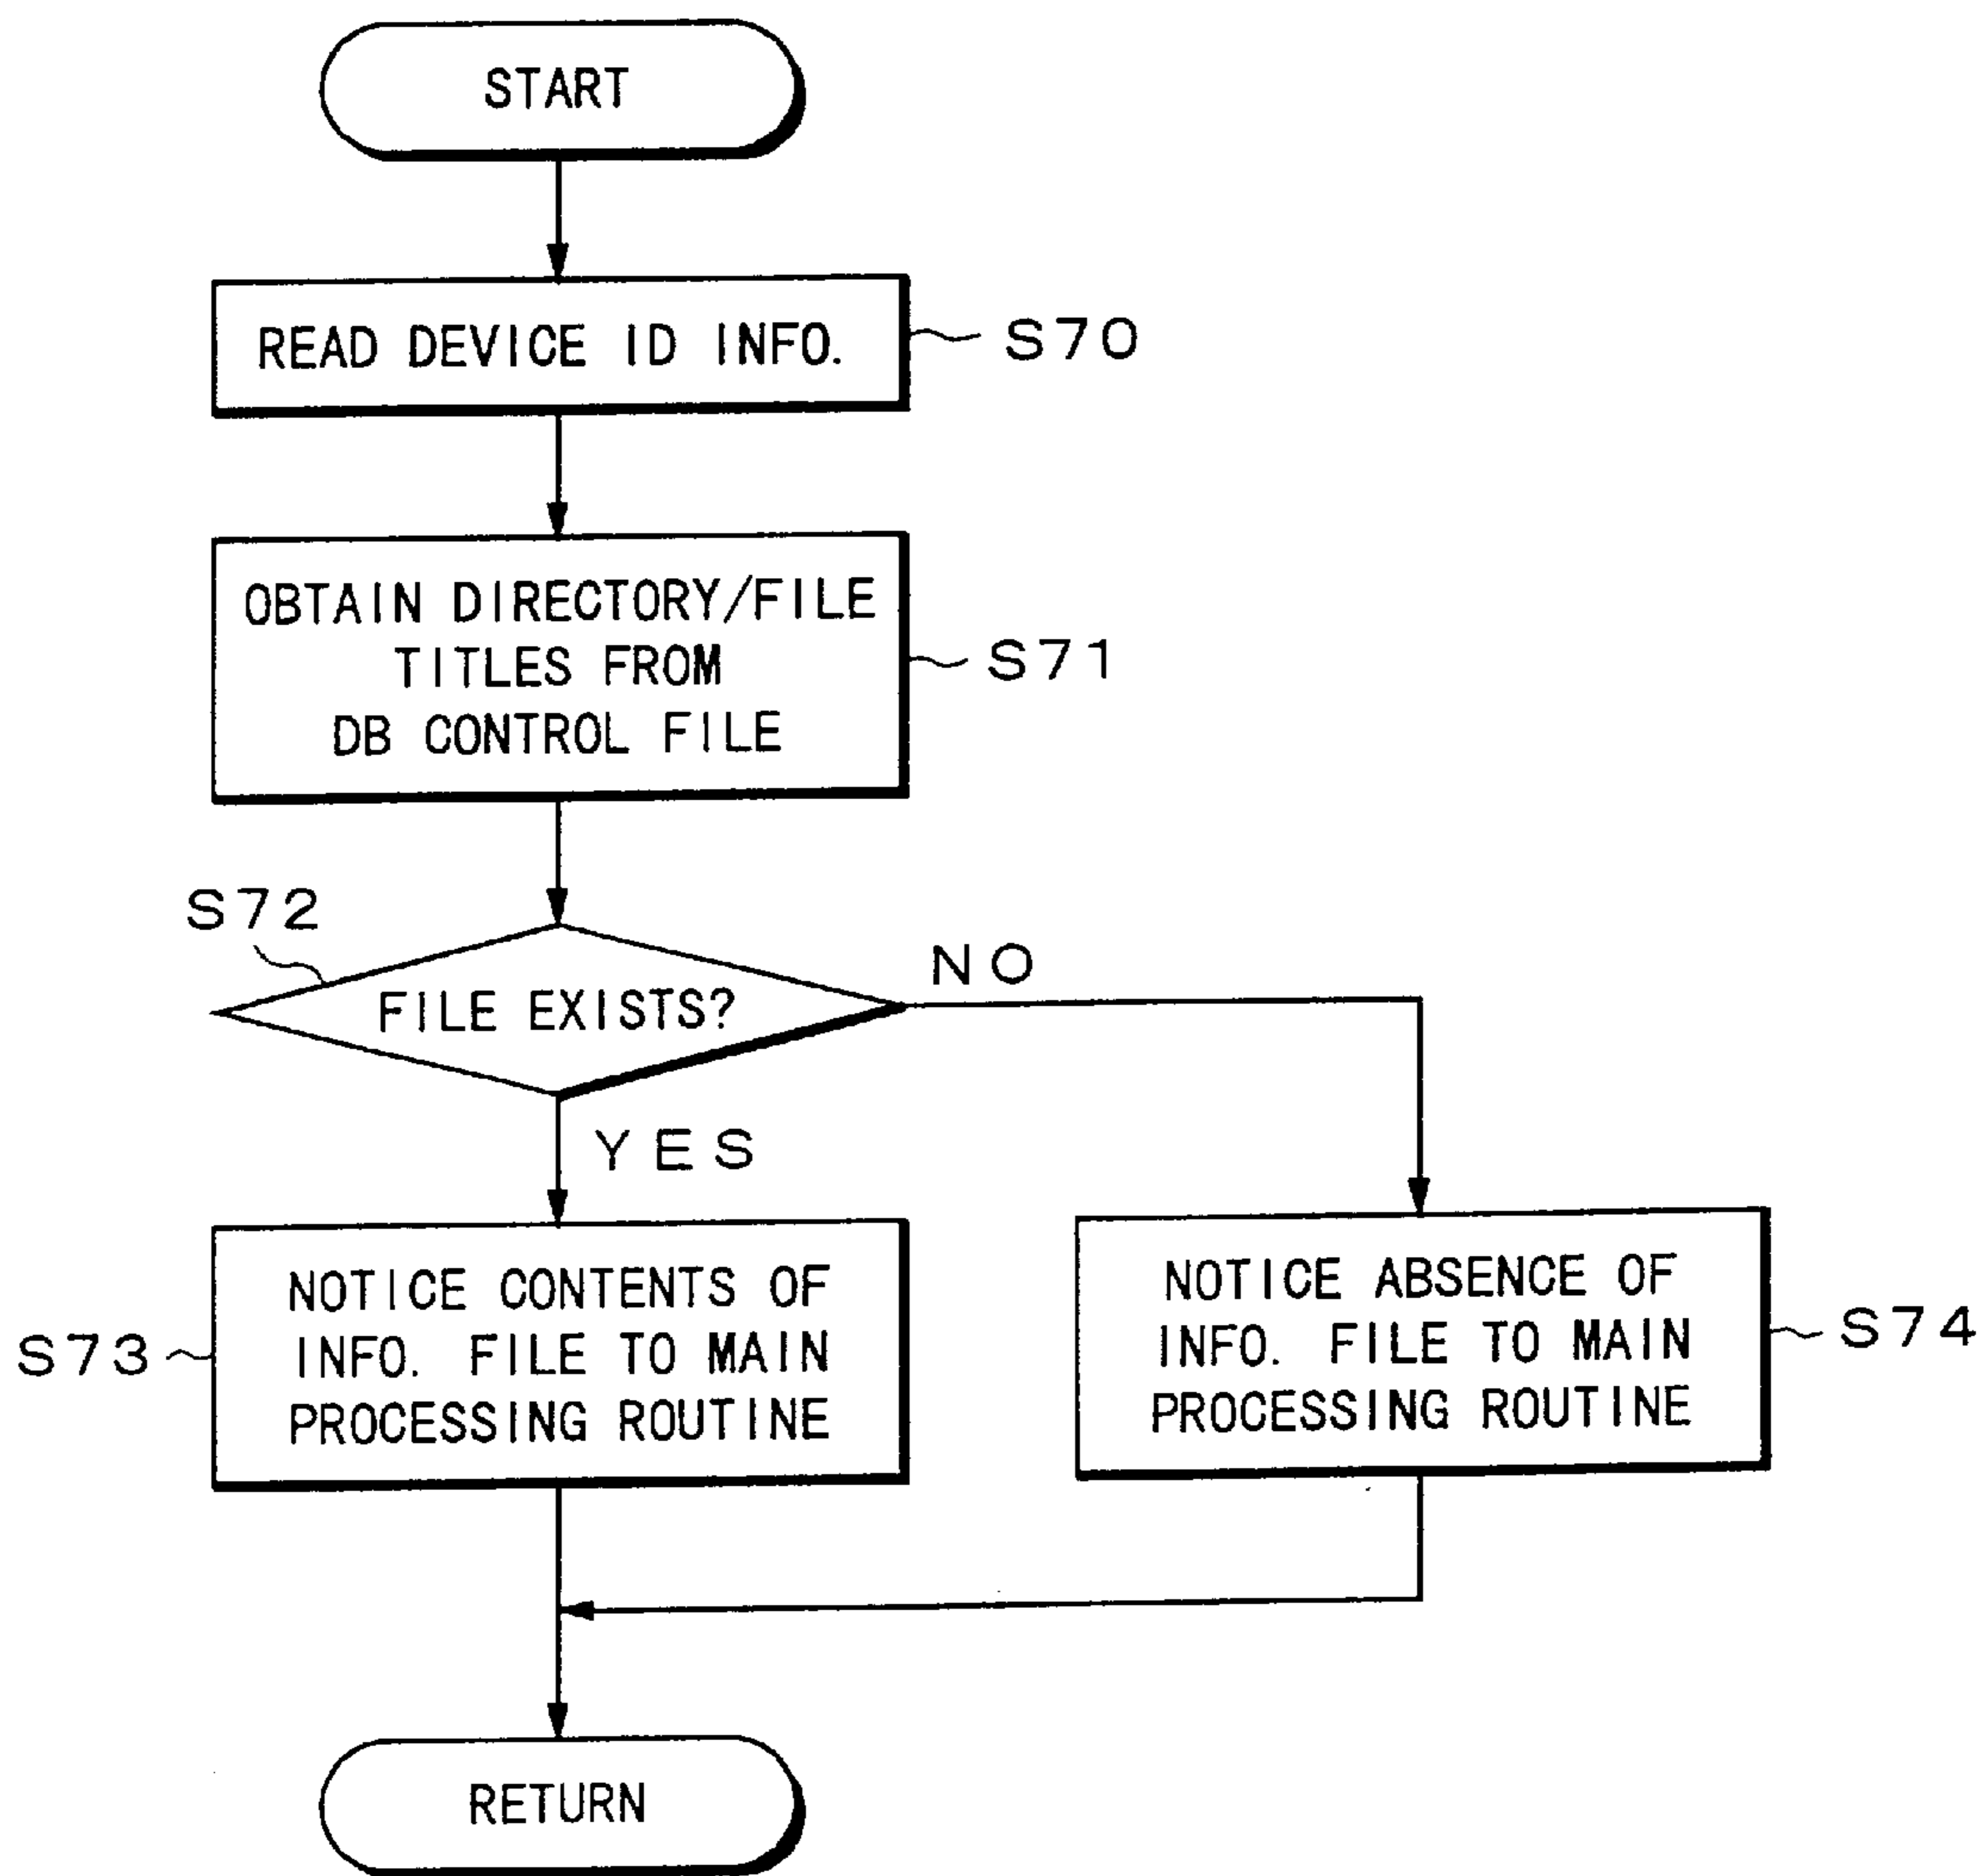 START
READ DEVICE ID INFO.
S70
OBTAIN DIRECTORY/FILE
TITLES FROM
DB CONTROL FILE
S71
S72
FILE EXISTS?
NO
YES
NOTICE CONTENTS OF
INFO. FILE TO MAIN
PROCESSING ROUTINE
S73
NOTICE ABSENCE OF
INFO. FILE TO MAIN
PROCESSING ROUTINE
S74
RETURN